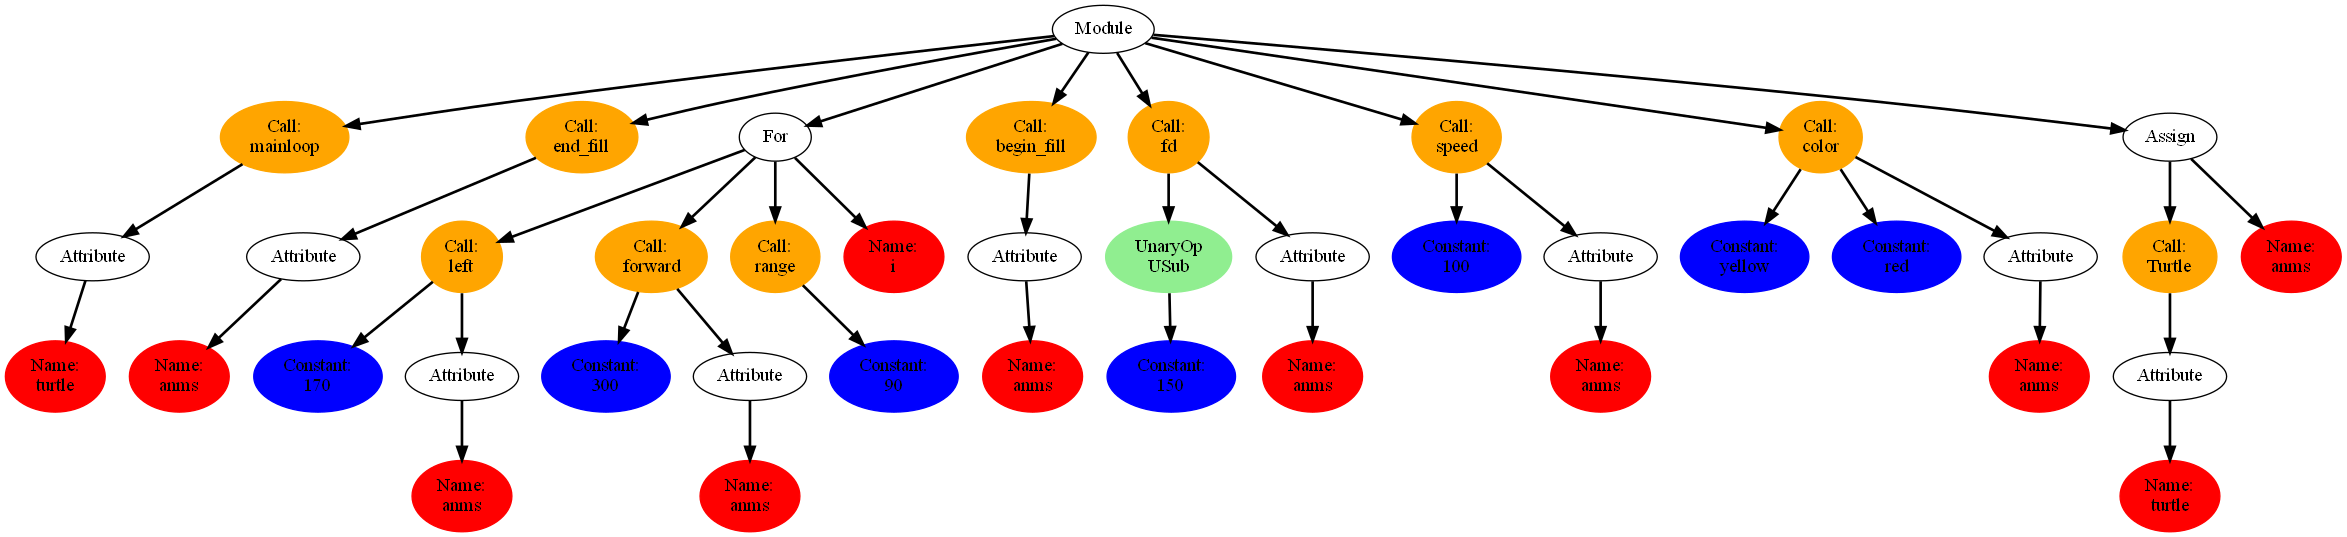 Module
Call:
mainloop
Call:
end_fill
For
Call:
begin_fill
Call:
fd
Call:
speed
Call:
color
Assign
Attribute
Attribute
Call:
left
Call:
forward
Call:
range
Name:
i
Attribute
UnaryOp
USub
Attribute
Constant:
100
Attribute
Constant:
yellow
Constant:
red
Attribute
Call:
Turtle
Name:
anms
Name:
turtle
Name:
anms
Constant:
170
Attribute
Constant:
300
Attribute
Constant:
90
Name:
anms
Constant:
150
Name:
anms
Name:
anms
Name:
anms
Attribute
Name:
anms
Name:
anms
Name:
turtle